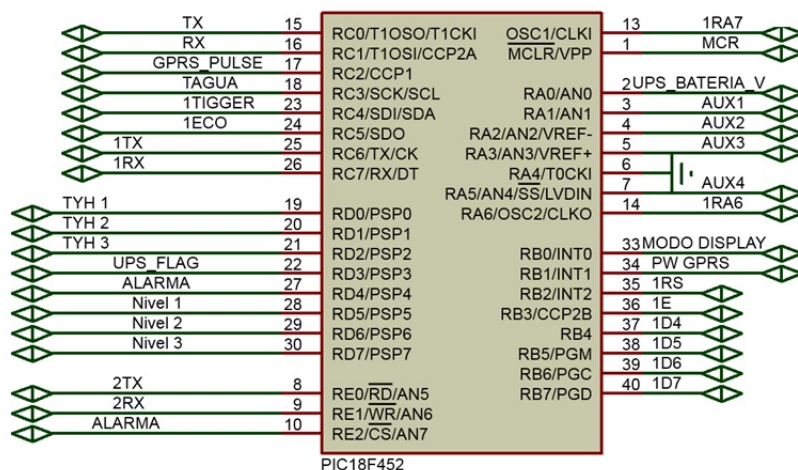 TX 15 RC0/T1OSO/T1CKI OSC1/CLKI 13 1RA7
RX 16 RC1/T1OSI/CCP2A MCLR/VPP 1 MCR
GPRS_PULSE 17 RC2/CCP1
TAGUA 18 RC3/SCK/SCL RA0/AN0 2 UPS_BATERIA_V
1TIGGER 23 RC4/SDI/SDA RA1/AN1 3 AUX1
1ECO 24 RC5/SDO RA2/AN2/VREF- 4 AUX2
1TX 25 RC6/TX/CK RA3/AN3/VREF+ 5 AUX3
1RX 26 RC7/RX/DT RA4/T0CKI 6
RA5/AN4/SS/LVDIN 7 AUX4
TYH 1 19 RD0/PSP0 RA6/OSC2/CLKO 14 1RA6
TYH 2 20 RD1/PSP1
TYH 3 21 RD2/PSP2 RB0/INT0 33 MODO DISPLAY
UPS_FLAG 22 RD3/PSP3 RB1/INT1 34 PW GPRS
ALARMA 27 RD4/PSP4 RB2/INT2 35 1RS
Nivel 1 28 RD5/PSP5 RB3/CCP2B 36 1E
Nivel 2 29 RD6/PSP6 RB4 37 1D4
Nivel 3 30 RD7/PSP7 RB5/PGM 38 1D5
RB6/PGC 39 1D6
2TX 8 RE0/RD/AN5 RB7/PGD 40 1D7
2RX 9 RE1/WR/AN6
ALARMA 10 RE2/CS/AN7
PIC18F452